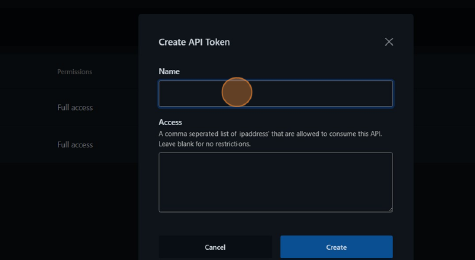 Create API Token
Permissions
Name
Full access
Access
A comma seperated list of ipaddress' that are allowed to consume this API.
Leave blank for no restrictions.
Full access
Cancel
Create